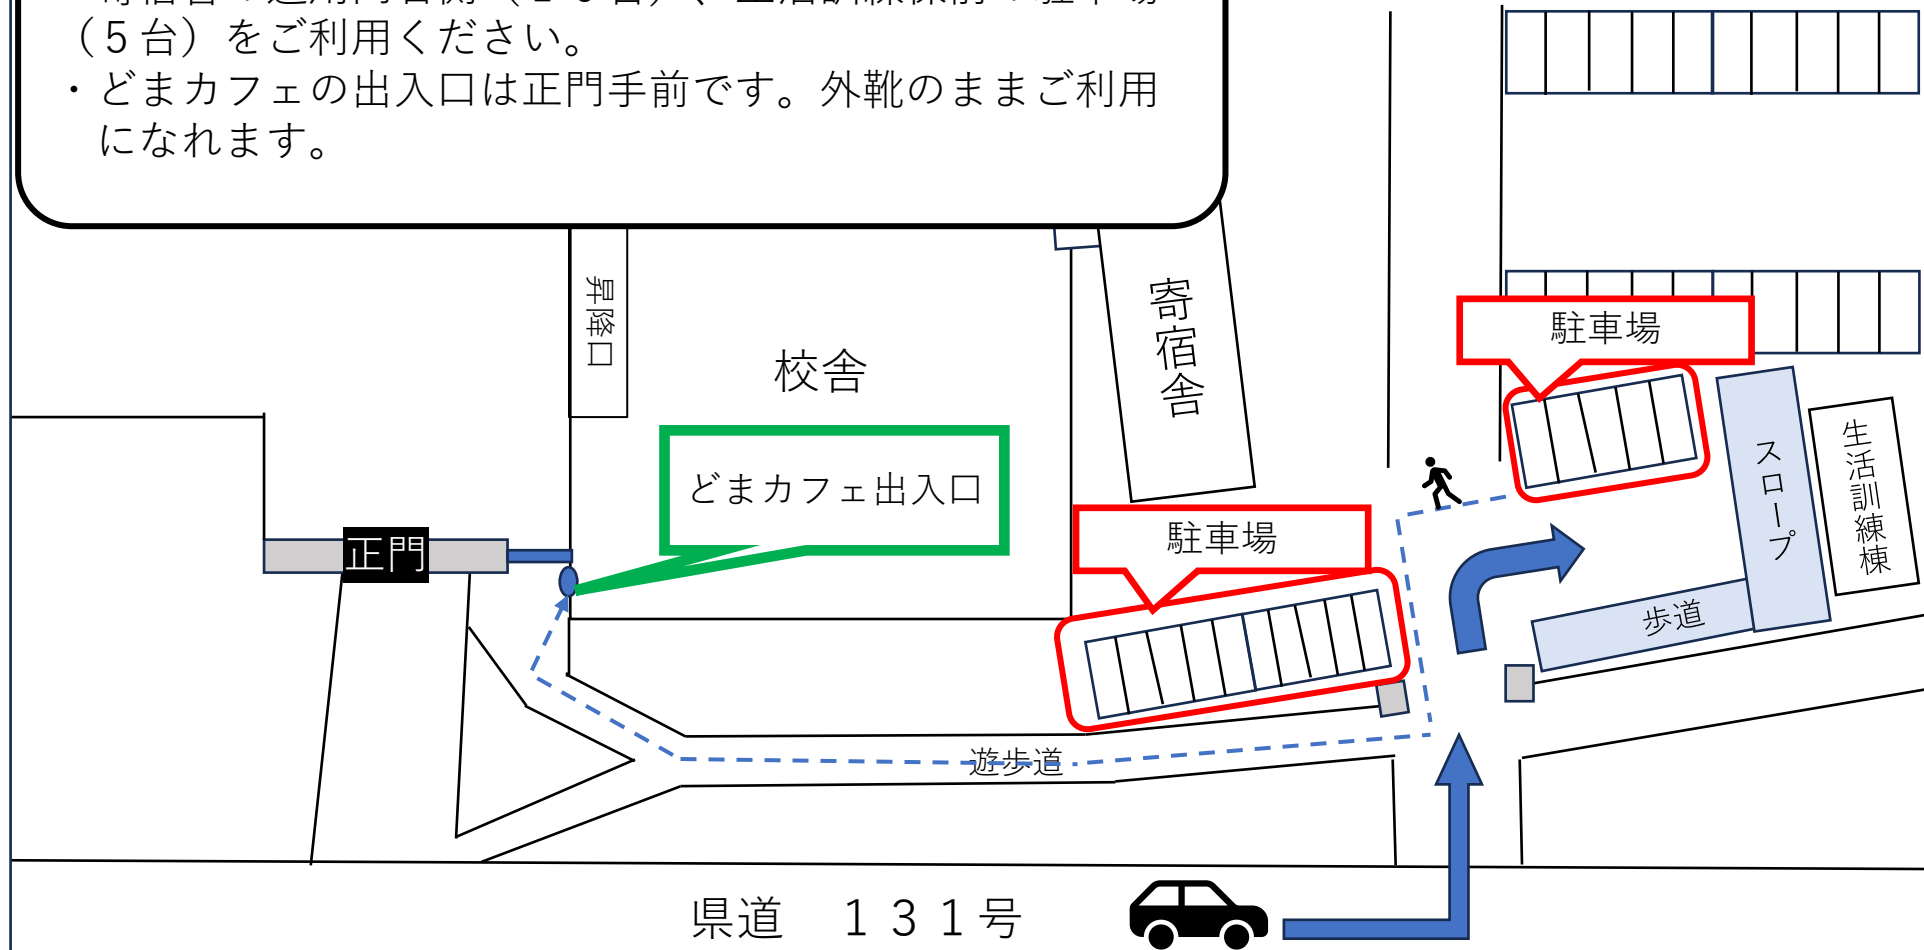 （５台）をご利用ください。
・どまカフェの出入口は正門手前です。外靴のままご利用
になれます。
昇降口
校舎
寄宿舎
駐車場
どまカフェ出入口
駐車場
スロープ
生活訓練棟
正門
歩道
遊歩道
県道　１３１号